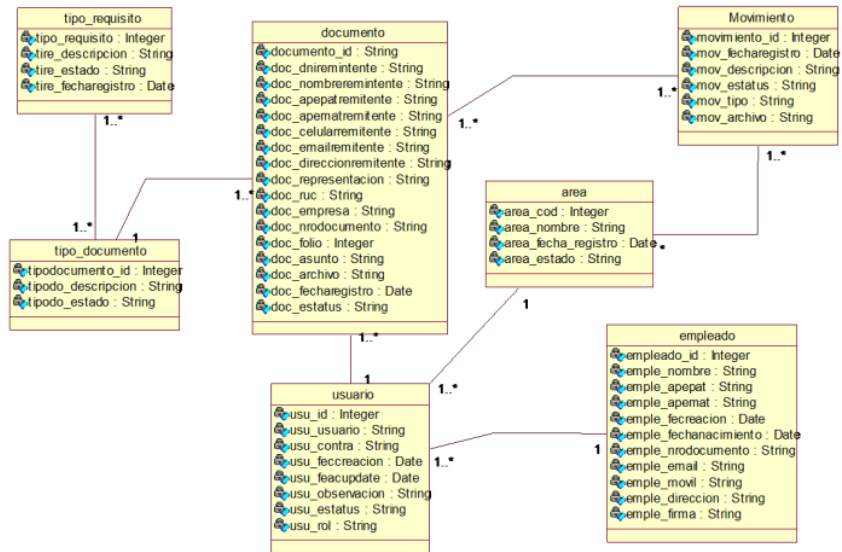 tipo_requisito
tipo_requisito : Integer
tire_descripcion : String
tire_estado : String
tire_fecharegistro : Date
1..*
1..*
documento
documento_id : String
doc_dniremintente : String
doc_nombreremintente : String
doc_apepatremitente : String
doc_apematremitente : String
doc_celularremitente : String
doc_emailremitente : String
doc_direccionremitente : String
doc_representacion : String
doc_ruc : String
doc_empresa : String
doc_nrodocumento : String
doc_folio : Integer
doc_asunto : String
doc_archivo : String
doc_fecharegistro : Date
doc_estatus : String
1..*
1..*
1..*
Movimiento
movimiento_id : Integer
mov_fecharegistro : Date
mov_descripcion : String
mov_estatus : String
mov_tipo : String
mov_archivo : String
1..*
1..*
area
area_cod : Integer
area_nombre : String
area_fecha_registro : Date
area_estado : String
*
1
1
tipo_documento
tipodocumento_id : Integer
tipodo_descripcion : String
tipodo_estado : String
empleado
empleado_id : Integer
emple_nombre : String
emple_apepat : String
emple_apemat : String
emple_feccreacion : Date
emple_fechanacimiento : Date
emple_nrodocumento : String
emple_email : String
emple_movil : String
emple_direccion : String
emple_firma : String
1
1
1..*
1..*
usuario
usu_id : Integer
usu_usuario : String
usu_contra : String
usu_feccreacion : Date
usu_feacupdate : Date
usu_observacion : String
usu_estatus : String
usu_rol : String